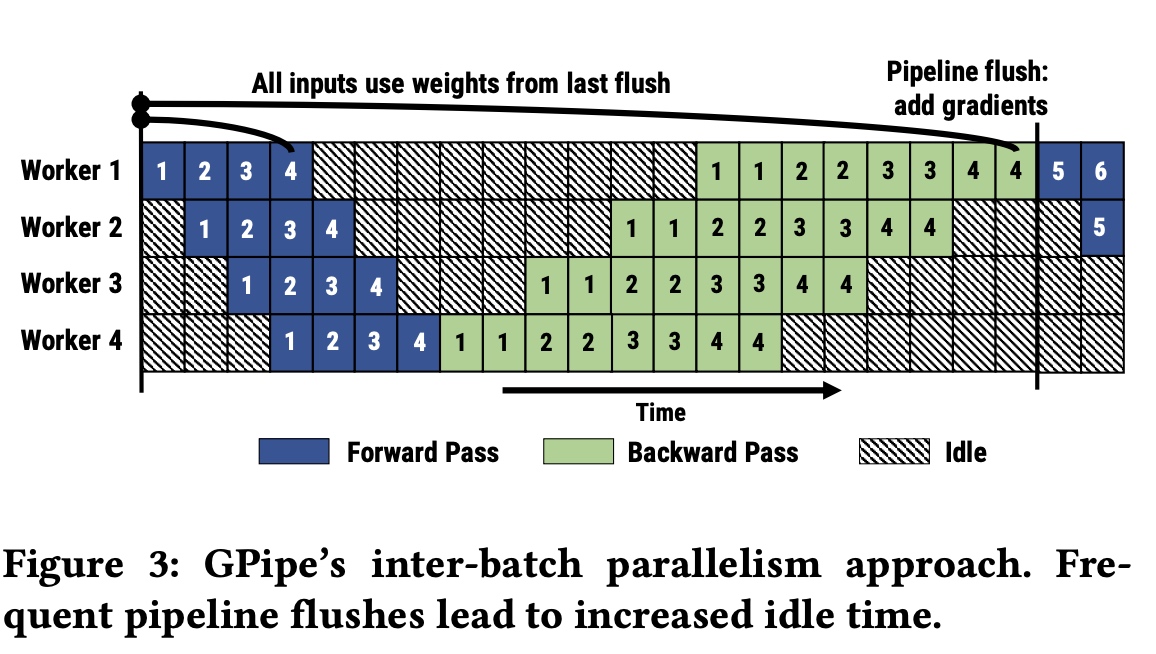 All inputs use weights from last flush
Pipeline flush:
add gradients
Worker 1 1 2 3 4 1 1 2 2 3 3 4 4 5 6
Worker 2 1 2 3 4 1 1 2 2 3 3 4 4 5
Worker 3 1 2 3 4 1 1 2 2 3 3 4 4
Worker 4 1 2 3 4 1 1 2 2 3 3 4 4
Time
Forward Pass Backward Pass Idle
Figure 3: GPipe’s inter-batch parallelism approach. Fre-
quent pipeline flushes lead to increased idle time.